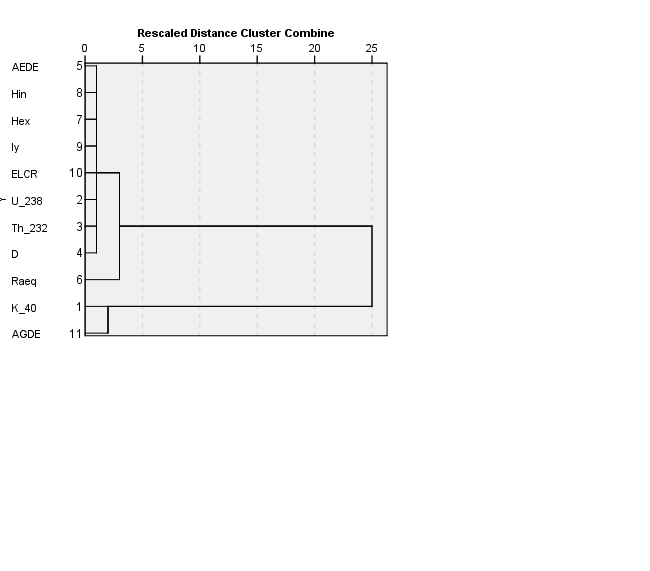 Rescaled Distance Cluster Combine
0 5 10 15 20 25
AEDE 5
Hin 8
Hex 7
Iy 9
ELCR 10
U_238 2
Th_232 3
D 4
Raeq 6
K_40 1
AGDE 11